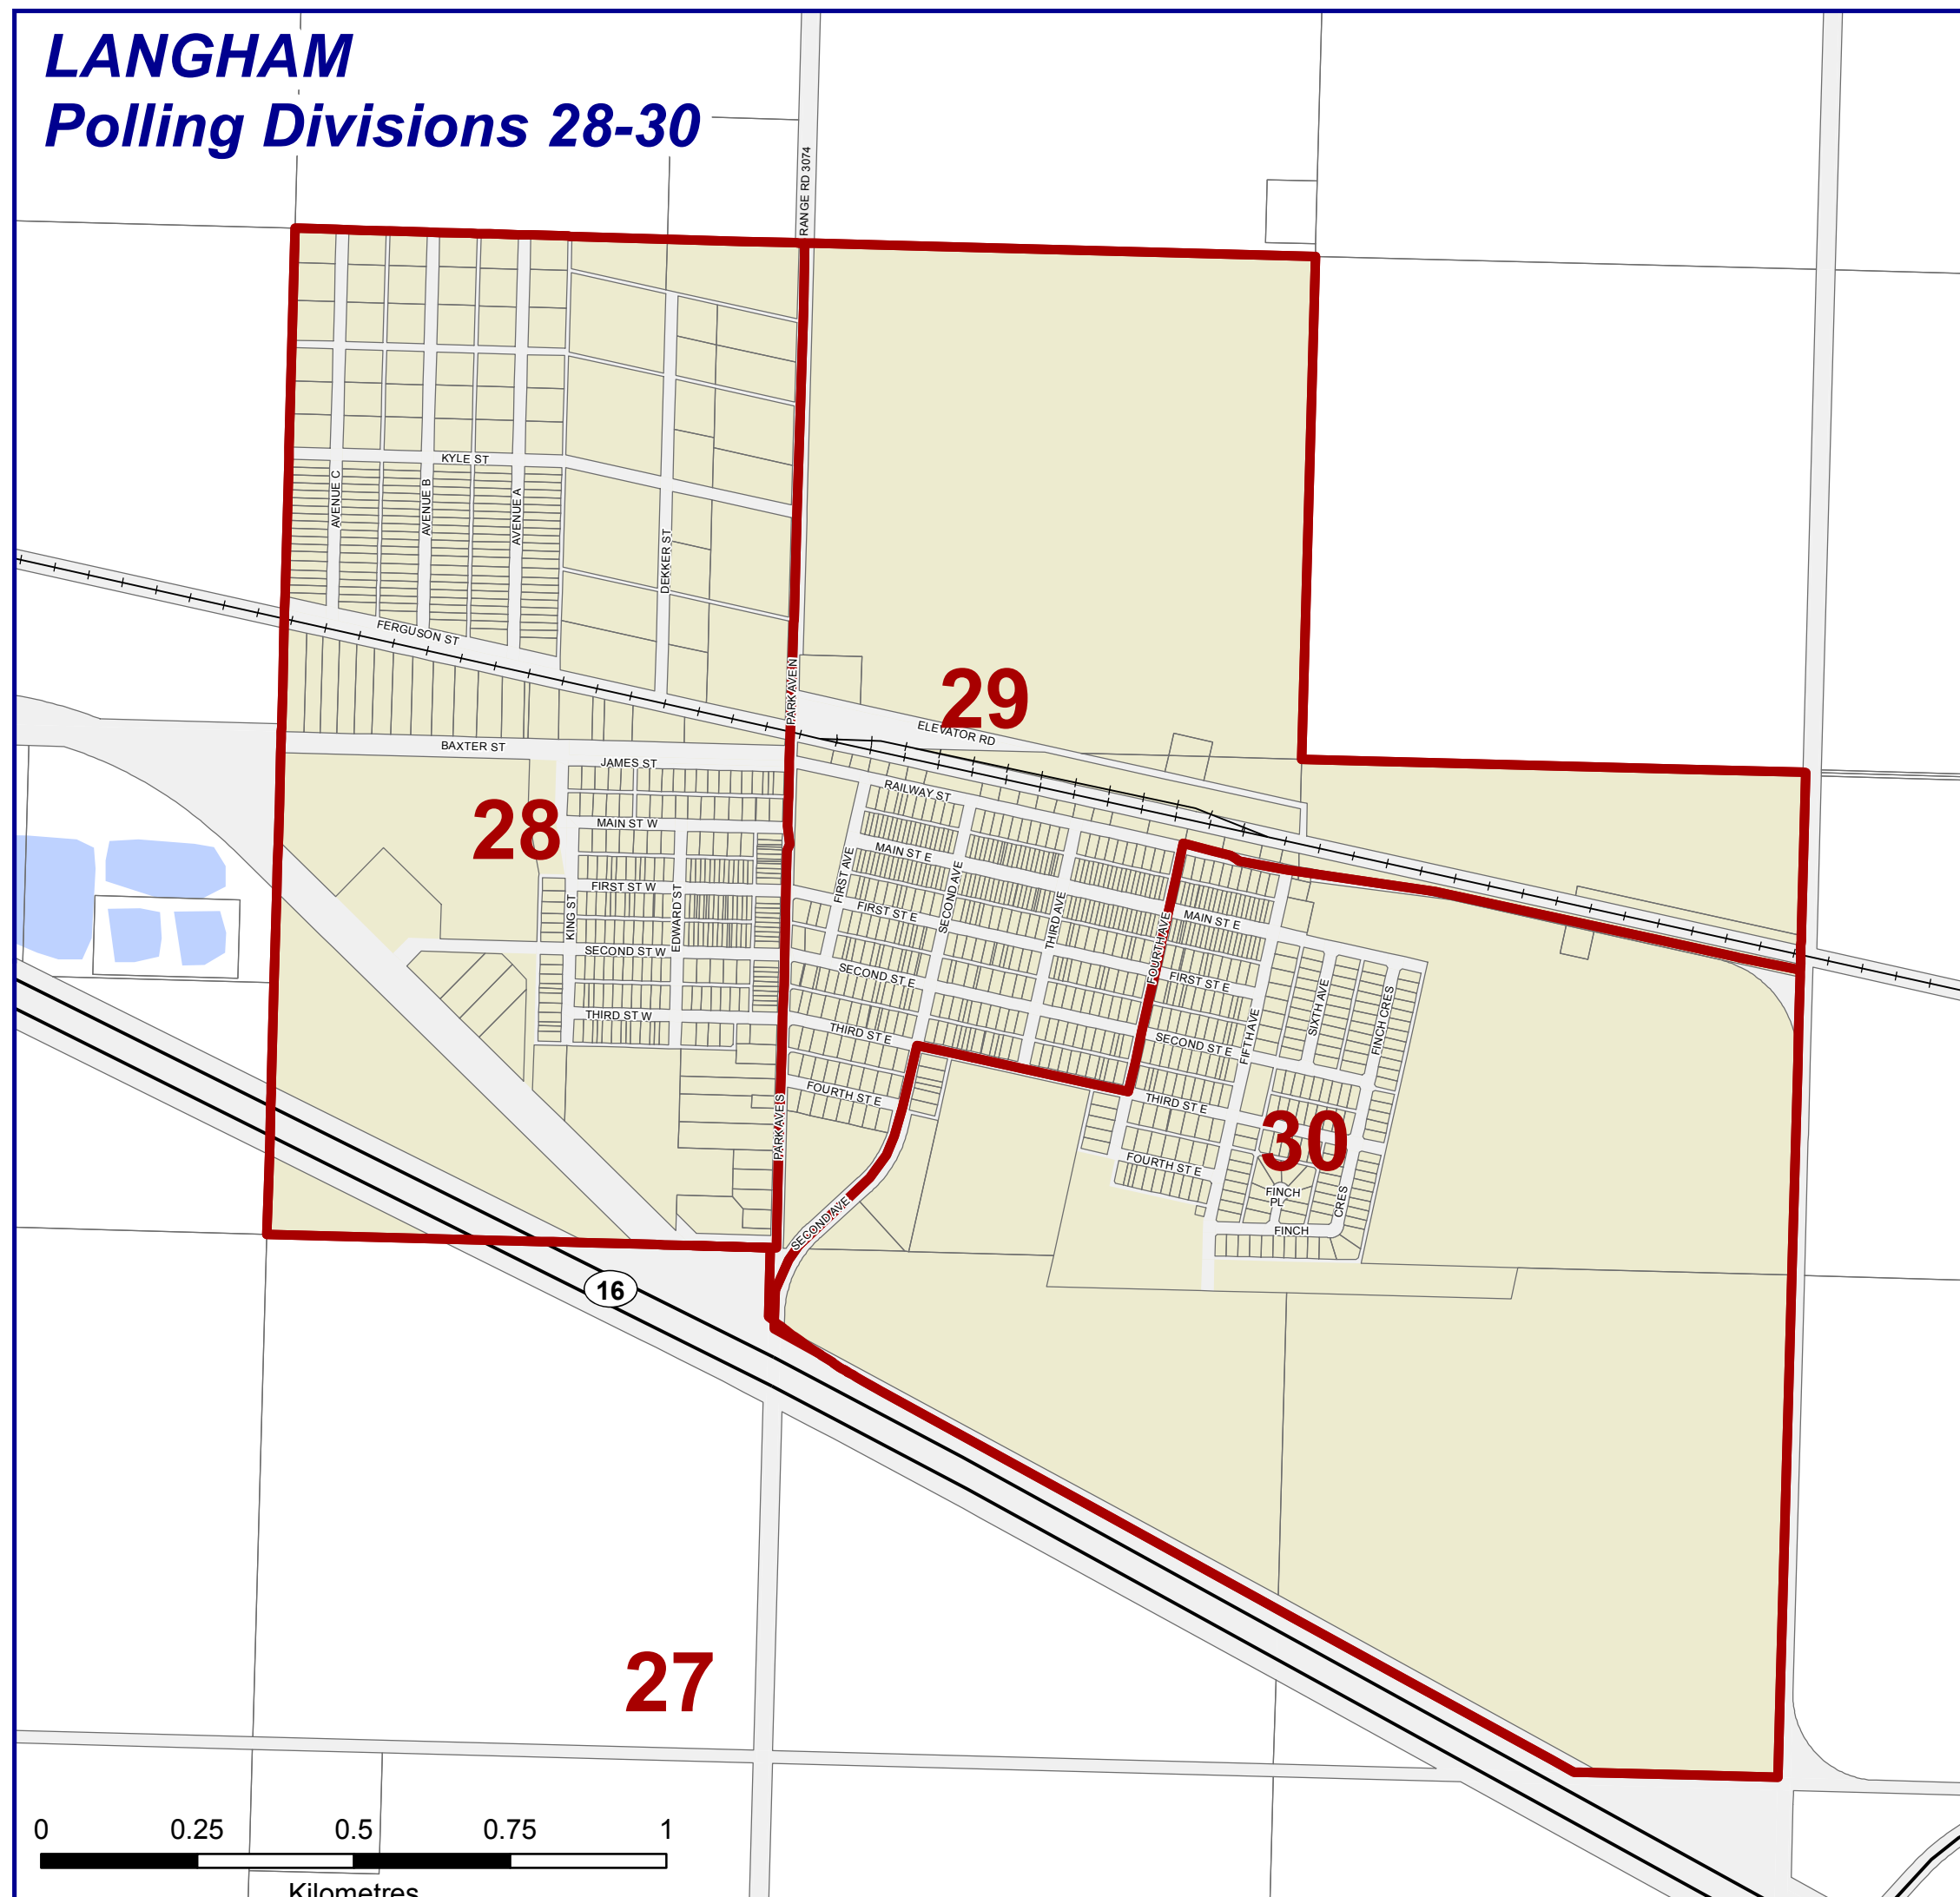 LANGHAM
Polling Divisions 28-30
RANGE RD 3074
KYLE ST
AVENUE C
AVENUE B
AVENUE A
DEKKER ST
FERGUSON ST
PARK AVE N
29
ELEVATOR RD
BAXTER ST
JAMES ST
RAILWAY ST
28
MAIN ST W
MAIN ST E
FIRST AVE
SECOND AVE
THIRD AVE
FOURTH AVE
MAIN ST E
FIRST ST W
KING ST
EDWARD ST
FIRST ST E
SECOND ST W
SECOND ST E
FIRST ST E
SIXTH AVE
FINCH CRES
THIRD ST W
THIRD ST E
SECOND ST E
FIFTH AVE
FOURTH ST E
THIRD ST E
PARK AVE S
30
FOURTH ST E
FINCH
PL
CRES
SECOND AVE
FINCH
16
27
0 0.25 0.5 0.75 1
Kilometres